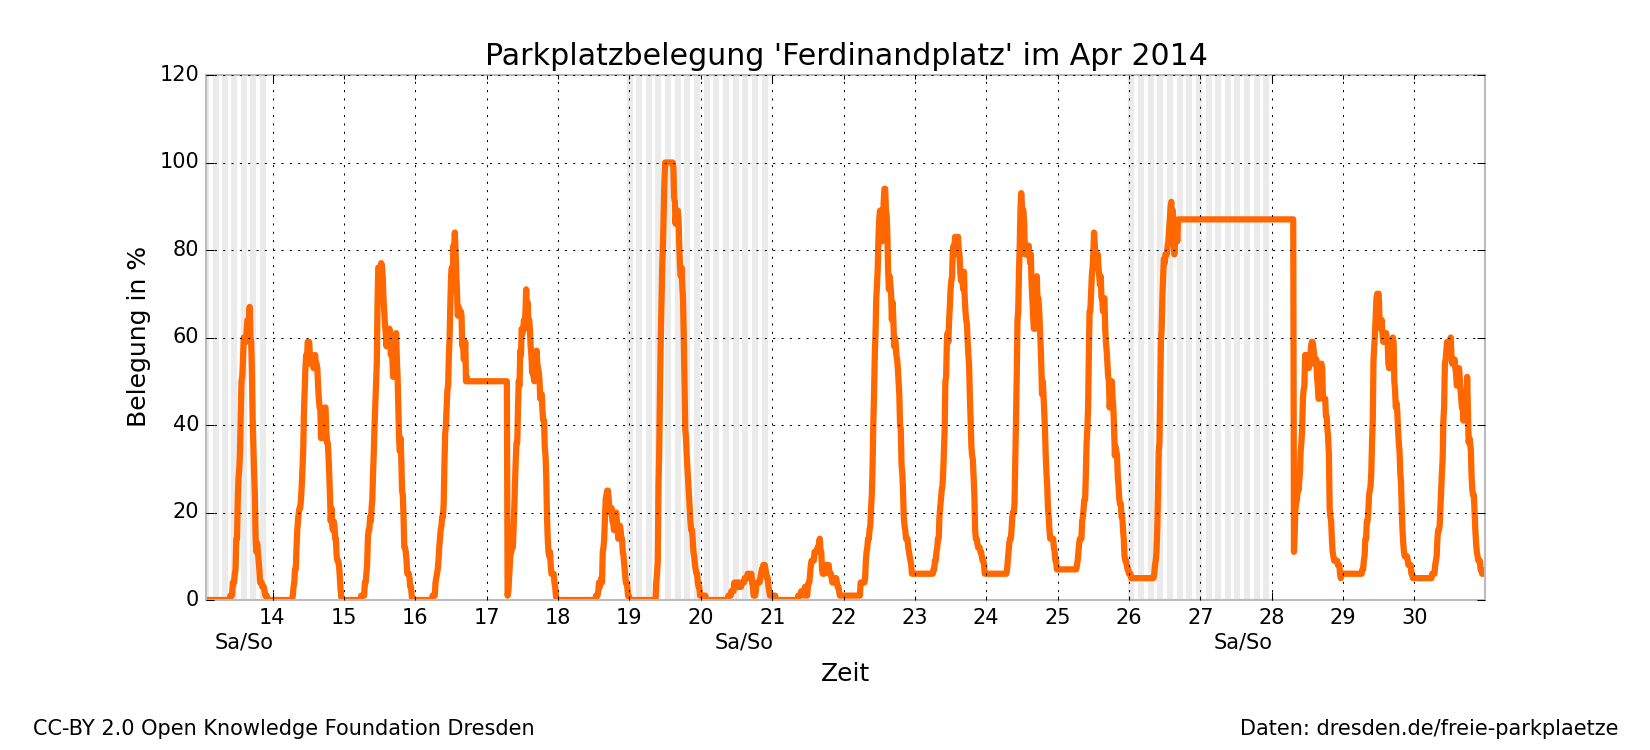 Parkplatzbelegung 'Ferdinandplatz' im Apr 2014
120
100
80
60
40
20
0
Belegung in %
14 15 16 17 18 19 20 21 22 23 24 25 26 27 28 29 30
Sa/So Sa/So Sa/So
Zeit
CC-BY 2.0 Open Knowledge Foundation Dresden
Daten: dresden.de/freie-parkplaetze